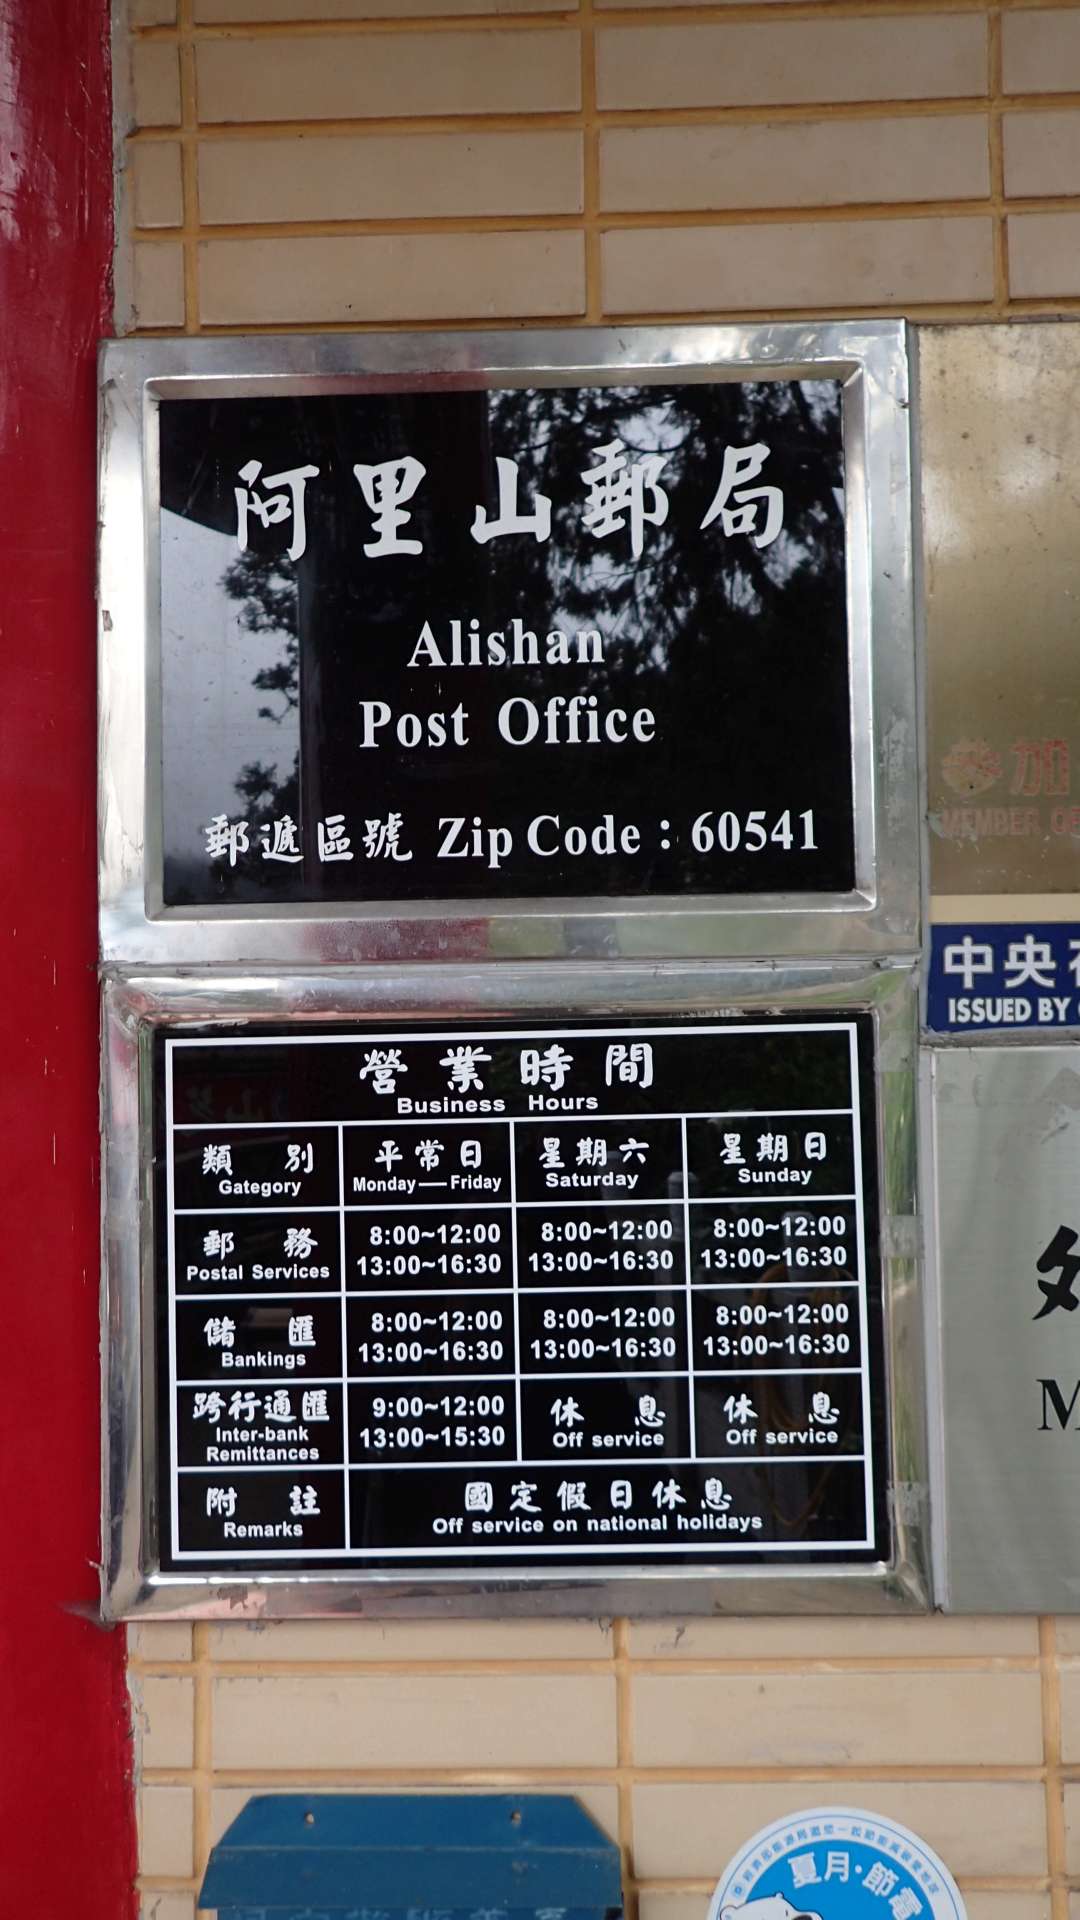 阿里山郵局
Alishan
Post Office
郵遞區號 Zip Code：60541
參加
MEMBER OF
中央
ISSUED BY
營業時間
Business Hours
類別 平常日 星期六 星期日
Gategory Monday—Friday Saturday Sunday
郵務 8:00~12:00 8:00~12:00 8:00~12:00
Postal Services 13:00~16:30 13:00~16:30 13:00~16:30
儲匯 8:00~12:00 8:00~12:00 8:00~12:00
Bankings 13:00~16:30 13:00~16:30 13:00~16:30
跨行通匯 9:00~12:00 休息 休息
Inter-bank 13:00~15:30 Off service Off service
Remittances
附註 國定假日休息
Remarks Off service on national holidays
M
夏月·節電